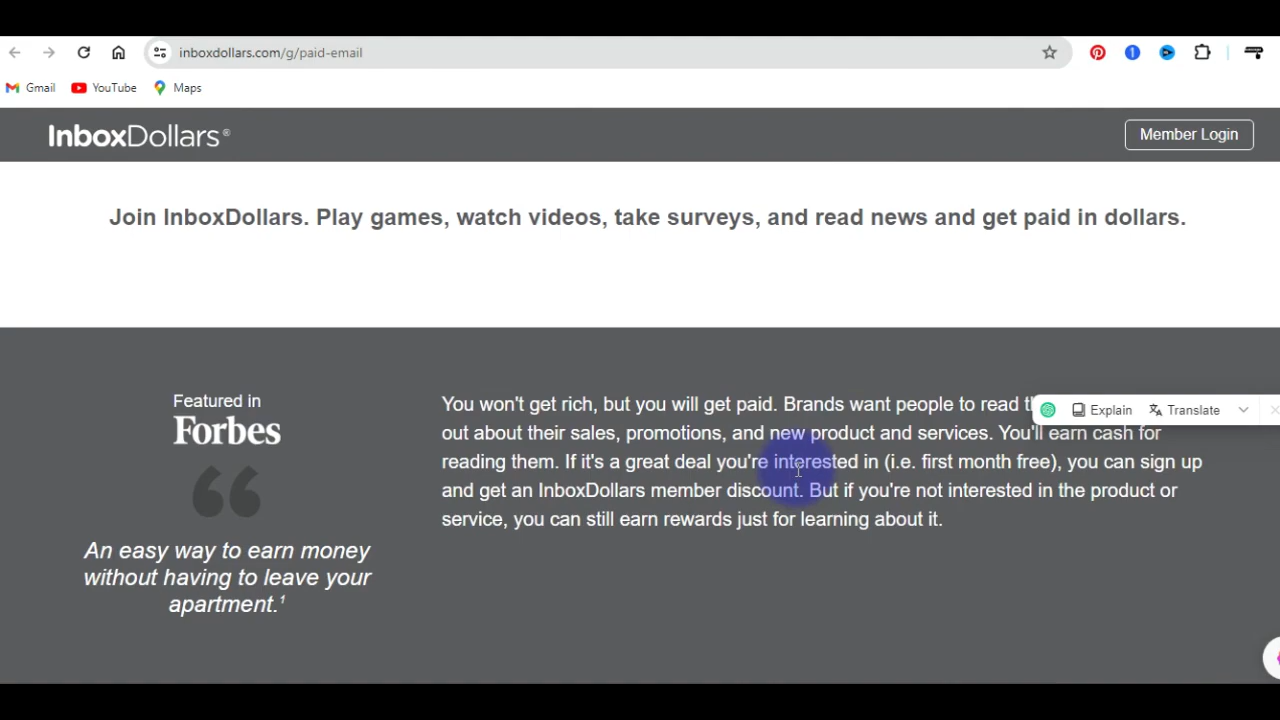 inboxdollars.com/g/paid-email
Gmail YouTube Maps
InboxDollars® Member Login
Join InboxDollars. Play games, watch videos, take surveys, and read news and get paid in dollars.
Featured in
Forbes
“
An easy way to earn money
without having to leave your
apartment.¹
You won't get rich, but you will get paid. Brands want people to read
Explain Translate
out about their sales, promotions, and new product and services. You'll earn cash for
reading them. If it's a great deal you're interested in (i.e. first month free), you can sign up
and get an InboxDollars member discount. But if you're not interested in the product or
service, you can still earn rewards just for learning about it.